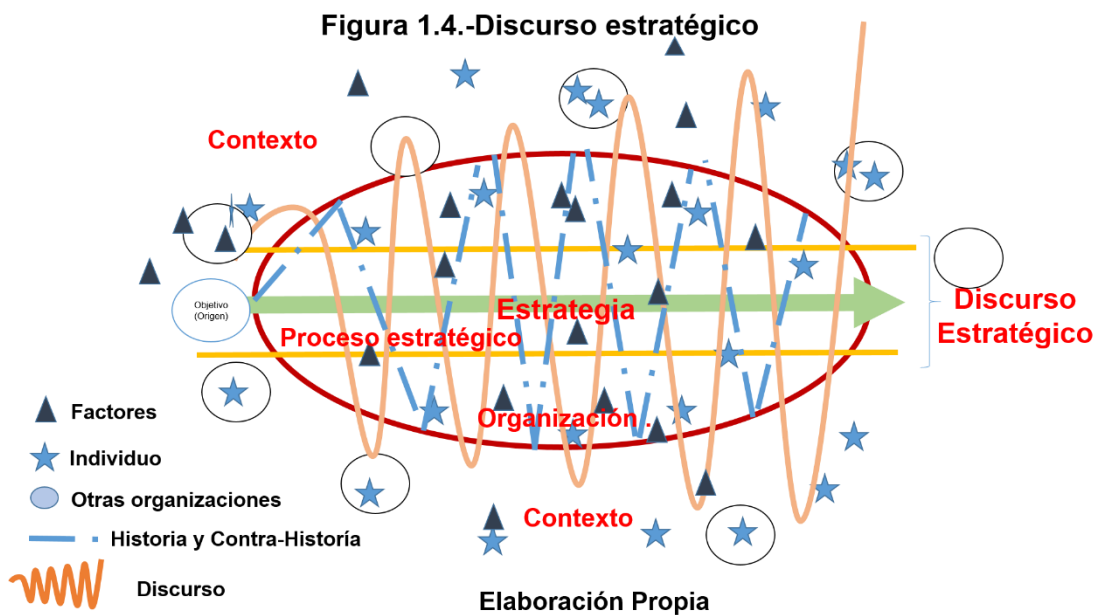 Figura 1.4.-Discurso estratégico
Contexto
Objetivo
(Origen)
Estrategia
Proceso estratégico
Discurso
Estratégico
Organización .
Contexto
Factores
Individuo
Otras organizaciones
Historia y Contra-Historía
Discurso
Elaboración Propia